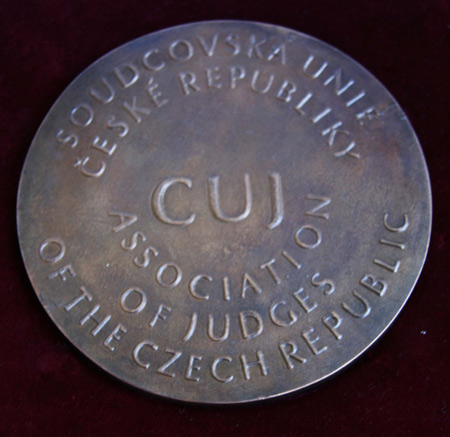 SOUDCOVSKÁ UNIE
ČESKÉ REPUBLIKY
CUJ
ASSOCIATION
OF JUDGES
OF THE CZECH REPUBLIC